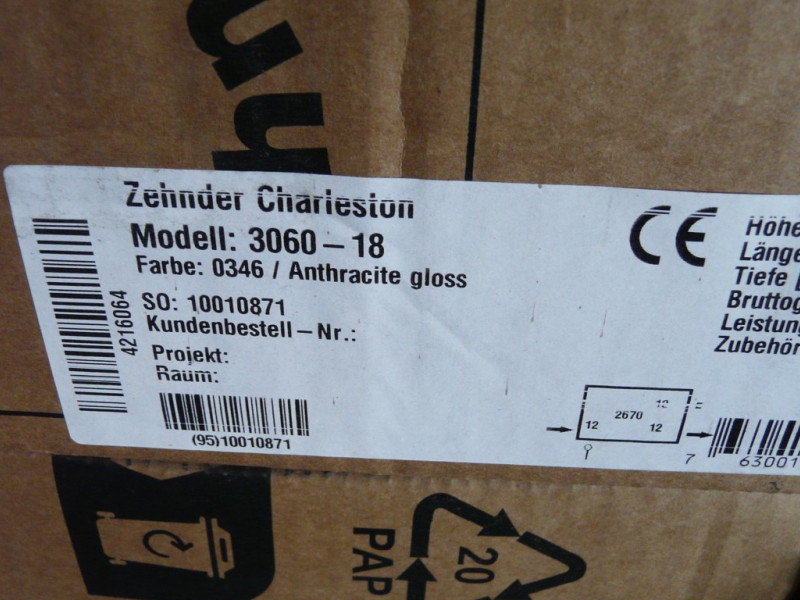 Zehnder Charleston
Modell: 3060-18
Farbe: 0346 / Anthracite gloss
SO: 10010871
Kundenbestell-Nr.:
Projekt:
Raum:
(95)10010871
4216064
CE
Höhe
Länge
Tiefe
Bruttog
Leistun
Zubehör
12
2670
12
12
7
63001
20
PAP